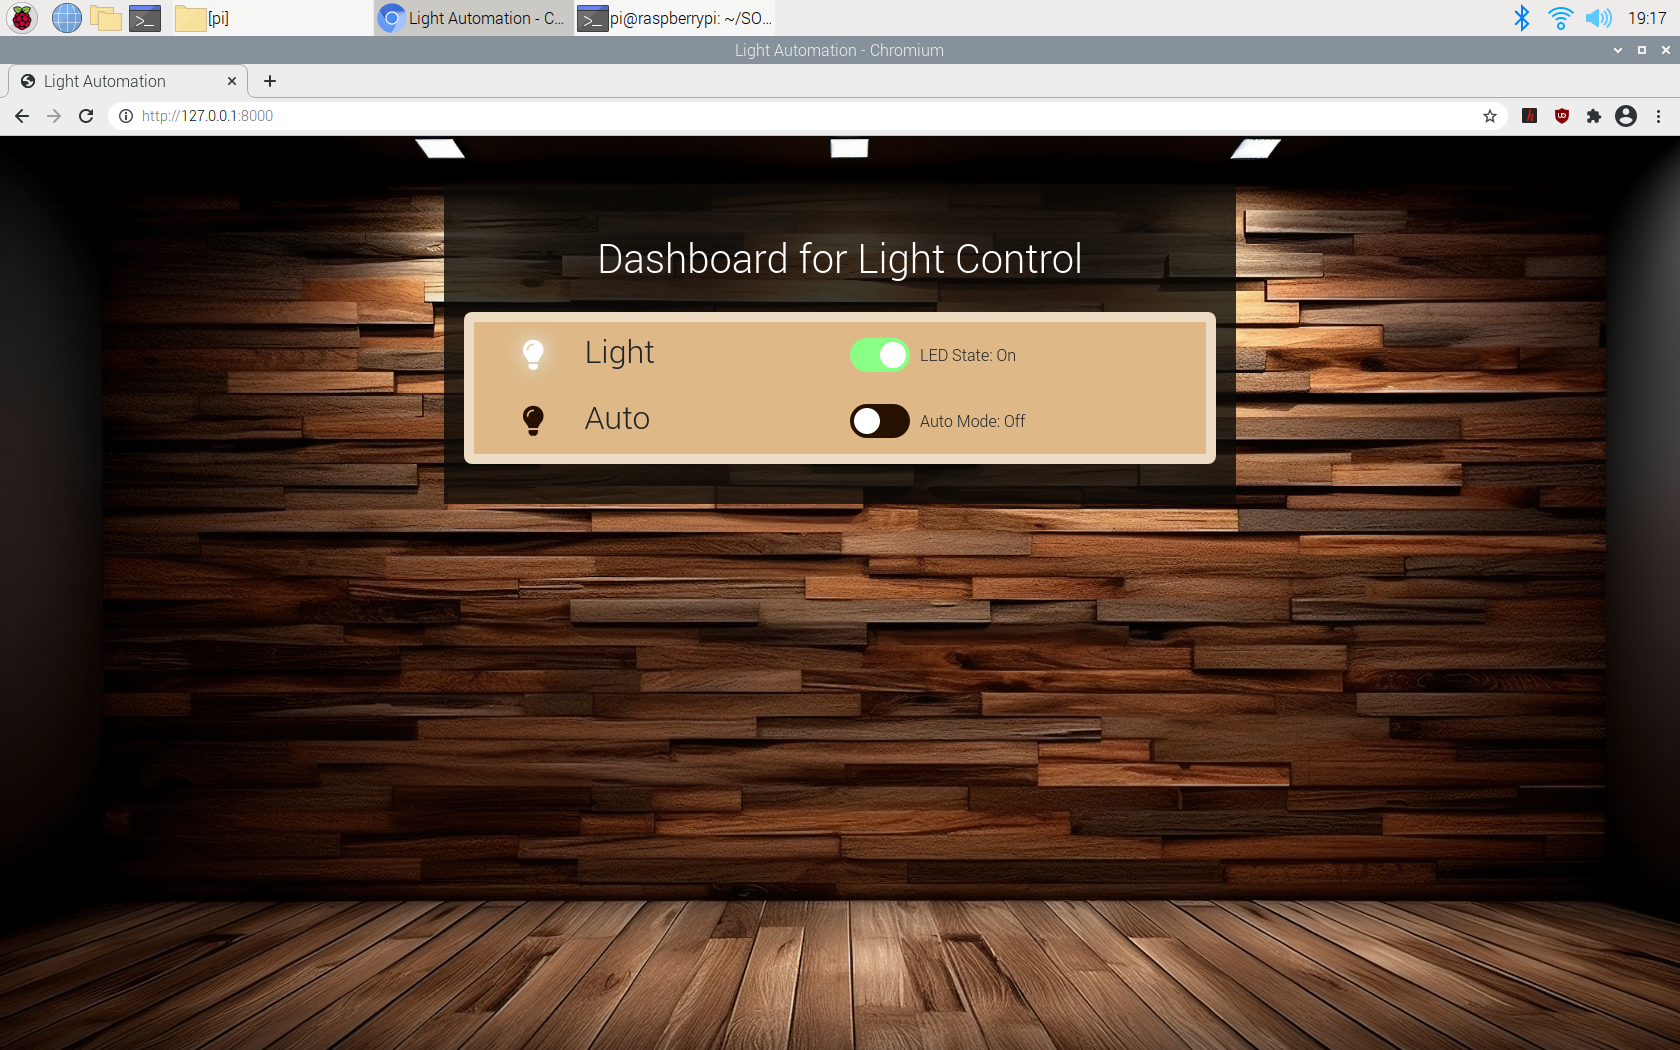 [pi]
Light Automation - C...
pi@raspberrypi: ~/SO...
19:17
Light Automation - Chromium
Light Automation
http://127.0.0.1:8000
Dashboard for Light Control
Light
LED State: On
Auto
Auto Mode: Off